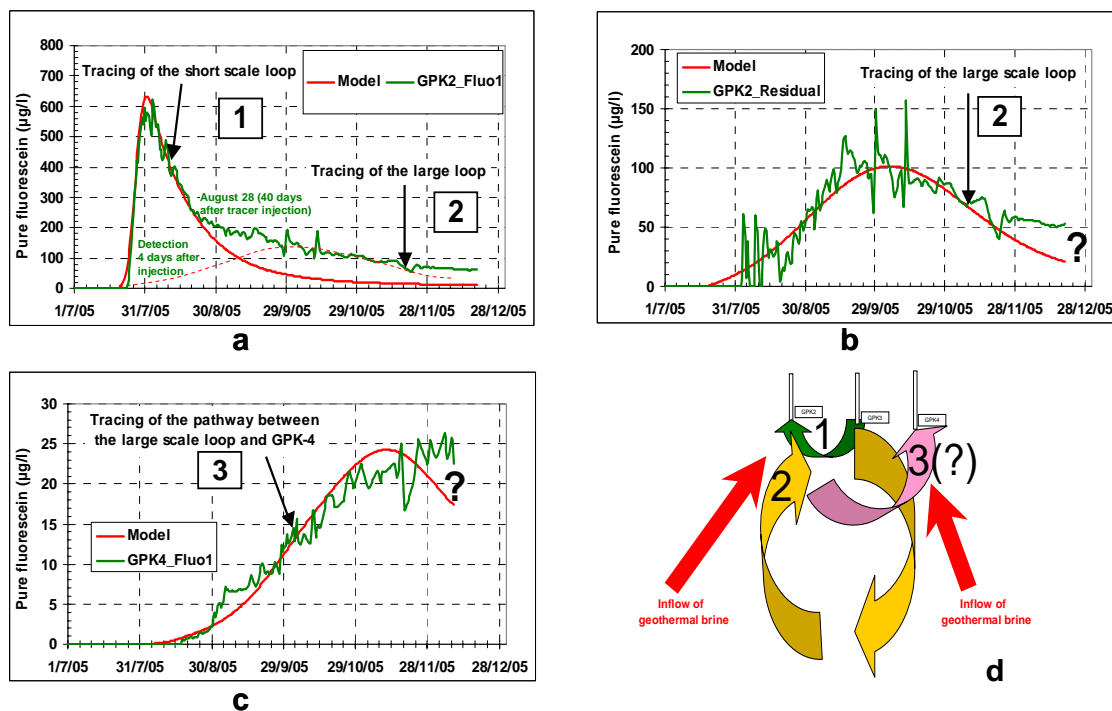 800
700
600
500
400
300
200
100
0
Pure fluorescein (µg/l)
Tracing of the short scale loop
Model
GPK2_Fluo1
1
-August 28 (40 days
after tracer injection)
Tracing of the large loop
2
Detection
4 days after
injection
1/7/05 31/7/05 30/8/05 29/9/05 29/10/05 28/11/05 28/12/05
a
200
150
100
50
0
Pure fluorescein (µg/l)
Model
GPK2_Residual
Tracing of the large scale loop
2
?
1/7/05 31/7/05 30/8/05 29/9/05 29/10/05 28/11/05 28/12/05
b
30
25
20
15
10
5
0
Pure fluorescein (µg/l)
Tracing of the pathway between
the large scale loop and GPK-4
3
?
Model
GPK4_Fluo1
1/7/05 31/7/05 30/8/05 29/9/05 29/10/05 28/11/05 28/12/05
c
GPK2 GPK3 GPK4
1
2
3(?)
Inflow of
geothermal brine
Inflow of
geothermal brine
d